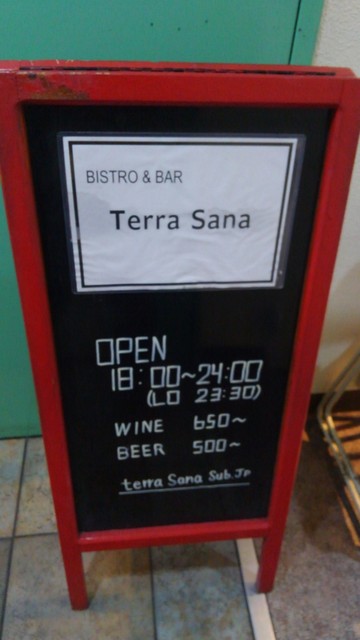 BISTRO & BAR
Terra Sana
OPEN
18:00~24:00
(LO 23:30)
WINE 650~
BEER 500~
terra Sana Sub.Jp